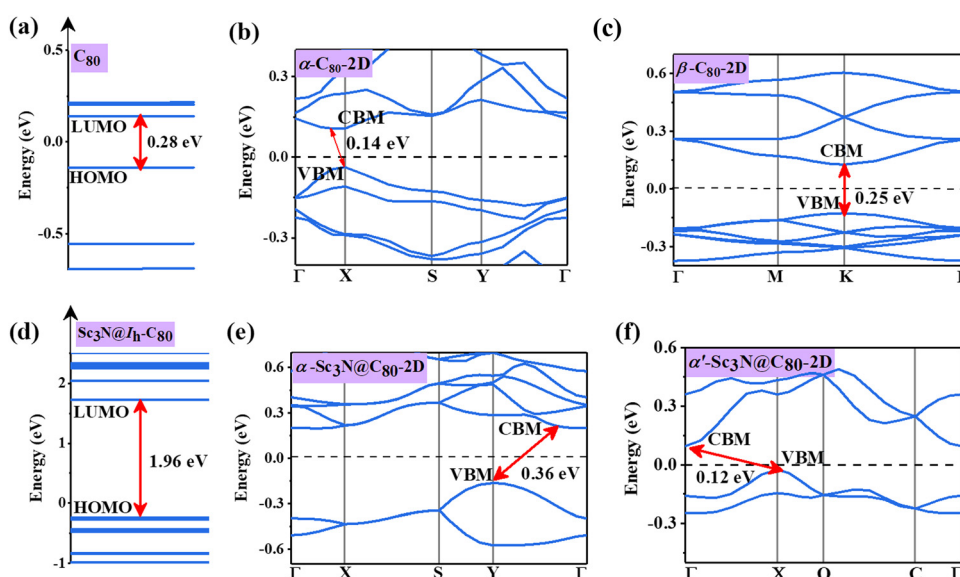 (a)
C80
Energy (eV)
0.0
-0.5
LUMO
0.28 eV
HOMO
(b)
α-C80-2D
Energy (eV)
0.3
0.0
-0.3
CBM
0.14 eV
VBM
Γ X S Y Γ
(c)
β-C80-2D
Energy (eV)
0.6
0.3
0.0
-0.3
CBM
VBM
0.25 eV
Γ M K
(d)
Sc3N@Ih-C80
Energy (eV)
2
1
0
-1
LUMO
1.96 eV
HOMO
(e)
α-Sc3N@C80-2D
Energy (eV)
0.6
0.3
0.0
-0.3
-0.6
CBM
VBM
0.36 eV
Γ X S Y Γ
(f)
α'-Sc3N@C80-2D
Energy (eV)
0.6
0.3
0.0
-0.3
CBM
VBM
0.12 eV
Γ X Q C Γ